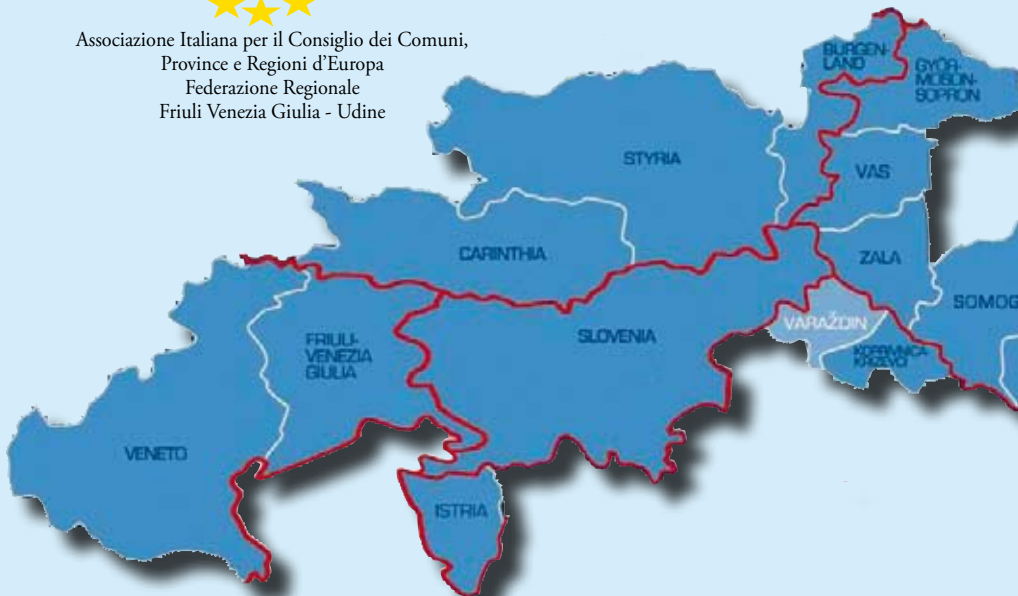 Associazione Italiana per il Consiglio dei Comuni,
Province e Regioni d'Europa
Federazione Regionale
Friuli Venezia Giulia - Udine
BURGEN-
LAND
GYÖR-
MOSON-
SOPRON
STYRIA
VAS
CARINTHIA
ZALA
SOMOG
VARAŽDIN
SLOVENIA
FRIULI-
VENEZIA
GIULIA
KOPRIVNICA-
KRIŽEVCI
VENETO
ISTRIA